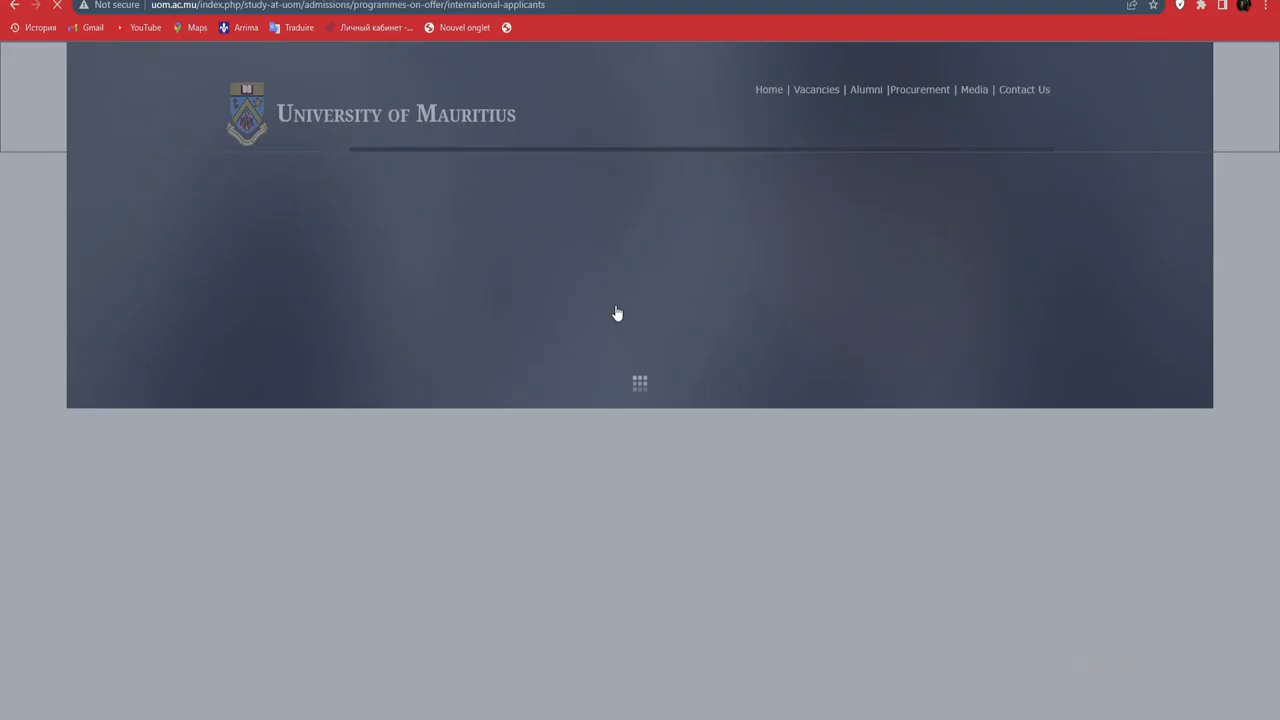 Not secure | uom.ac.mu/index.php/study-at-uom/admissions/programmes-on-offer/international-applicants
История Gmail YouTube Maps Arrima Traduire Личный кабинет -... Nouvel onglet
Home | Vacancies | Alumni |Procurement | Media | Contact Us
University of Mauritius